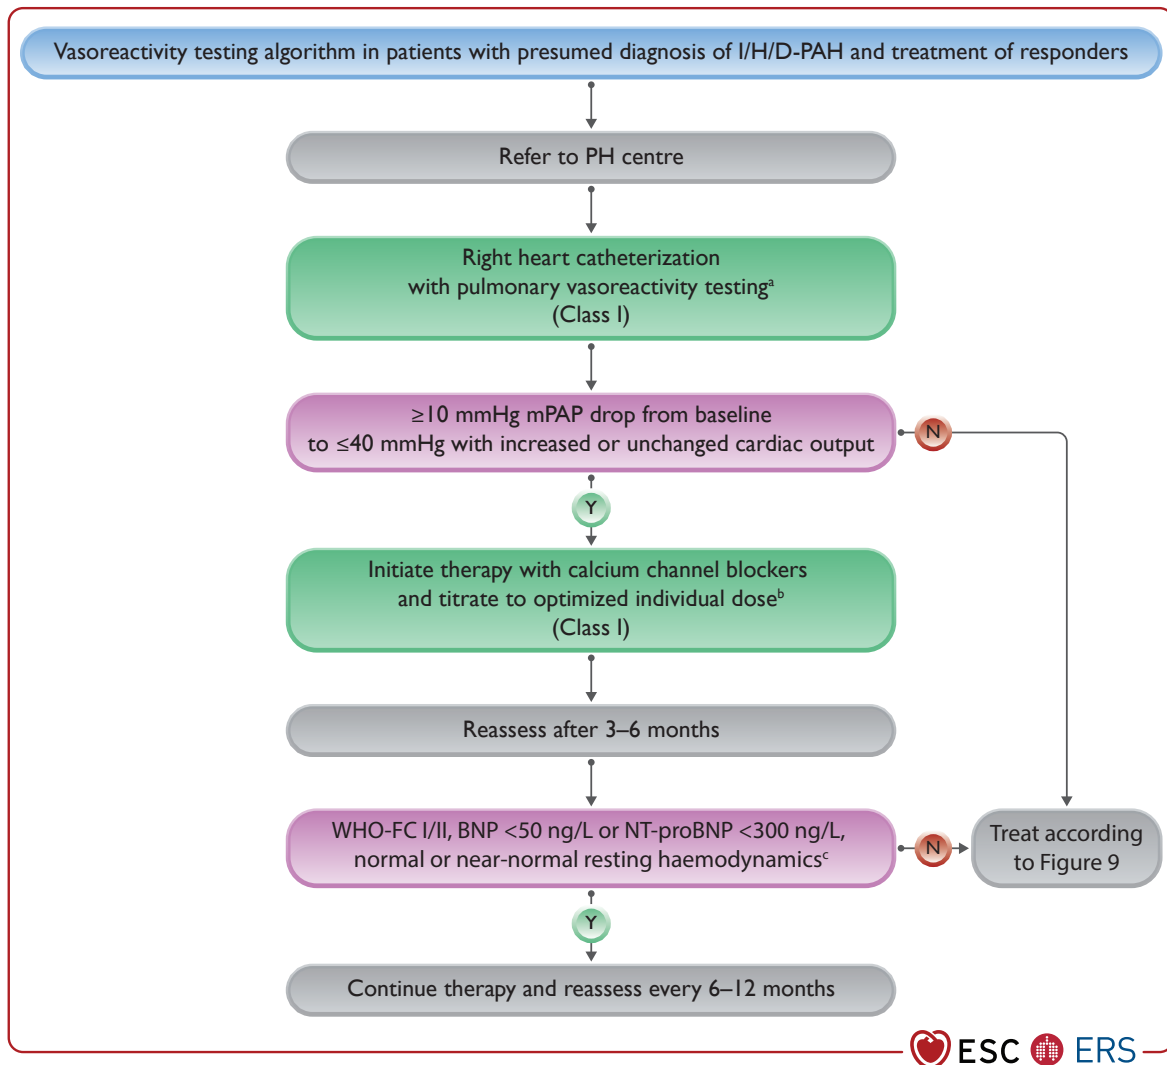 Vasoreactivity testing algorithm in patients with presumed diagnosis of I/H/D-PAH and treatment of responders
Refer to PH centre
Right heart catheterization
with pulmonary vasoreactivity testingᵃ
(Class I)
≥10 mmHg mPAP drop from baseline
to ≤40 mmHg with increased or unchanged cardiac output
N
Y
Initiate therapy with calcium channel blockers
and titrate to optimized individual doseᵇ
(Class I)
Reassess after 3–6 months
WHO-FC I/II, BNP <50 ng/L or NT-proBNP <300 ng/L,
normal or near-normal resting haemodynamicsᶜ
N
Treat according
to Figure 9
Y
Continue therapy and reassess every 6–12 months
ESC ERS